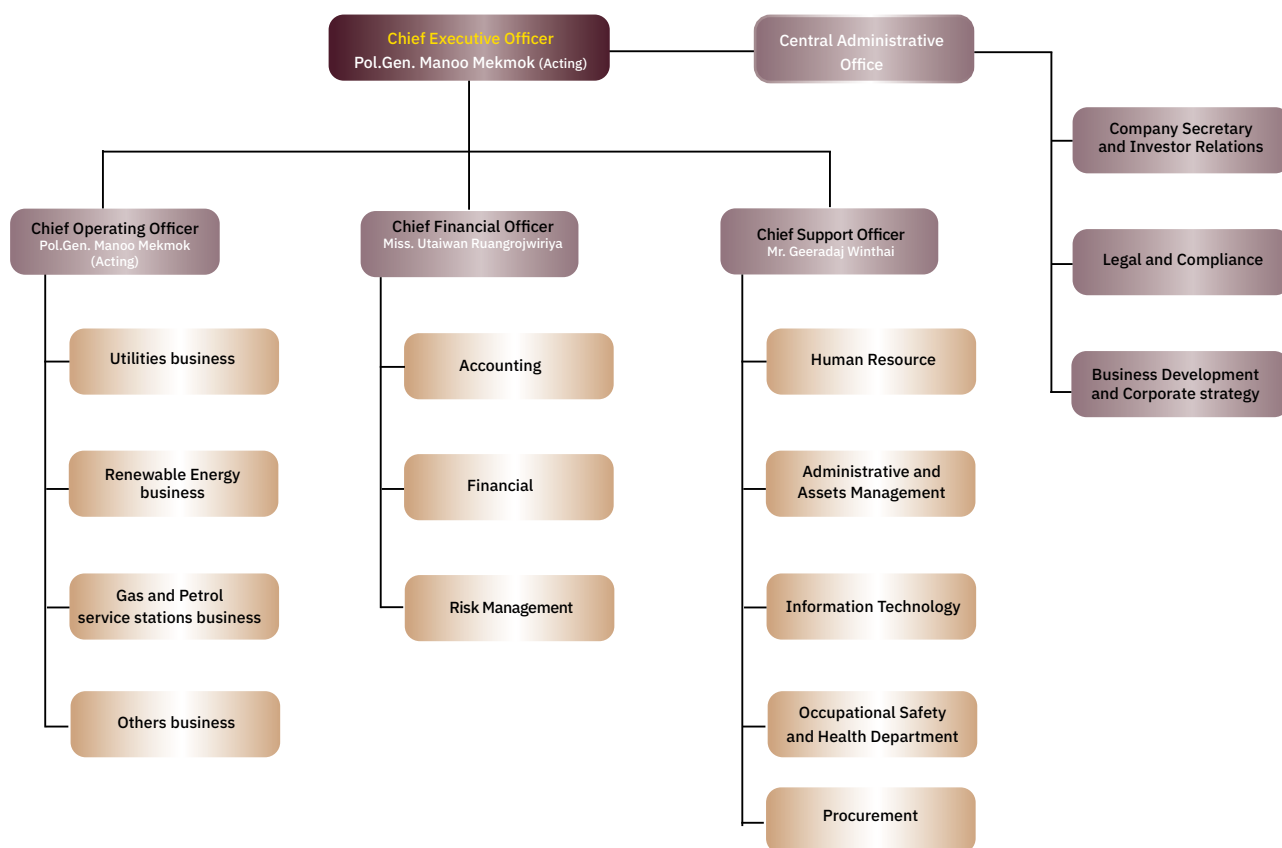 Chief Executive Officer
Pol.Gen. Manoo Mekmok (Acting)
Central Administrative
Office
Company Secretary
and Investor Relations
Legal and Compliance
Business Development
and Corporate strategy
Chief Operating Officer
Pol.Gen. Manoo Mekmok
(Acting)
Utilities business
Renewable Energy
business
Gas and Petrol
service stations business
Others business
Chief Financial Officer
Miss. Utaiwan Ruangrojwiriya
Accounting
Financial
Risk Management
Chief Support Officer
Mr. Geeradaj Winthai
Human Resource
Administrative and
Assets Management
Information Technology
Occupational Safety
and Health Department
Procurement